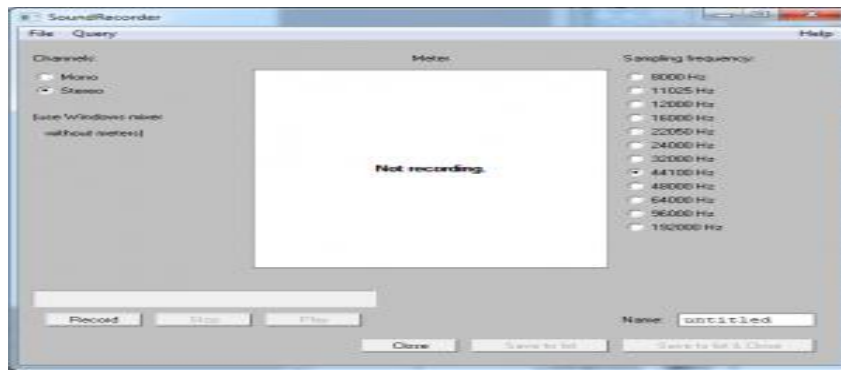 SoundRecorder
File Query Help
Channels:
Mono
Stereo
(use Windows mixer
without meters)
Meter
Not recording.
Sampling frequency:
8000 Hz
11025 Hz
12000 Hz
16000 Hz
22050 Hz
24000 Hz
32000 Hz
44100 Hz
48000 Hz
64000 Hz
96000 Hz
192000 Hz
Record Stop Play
Name: untitled
Close Save to list Save to list & Close